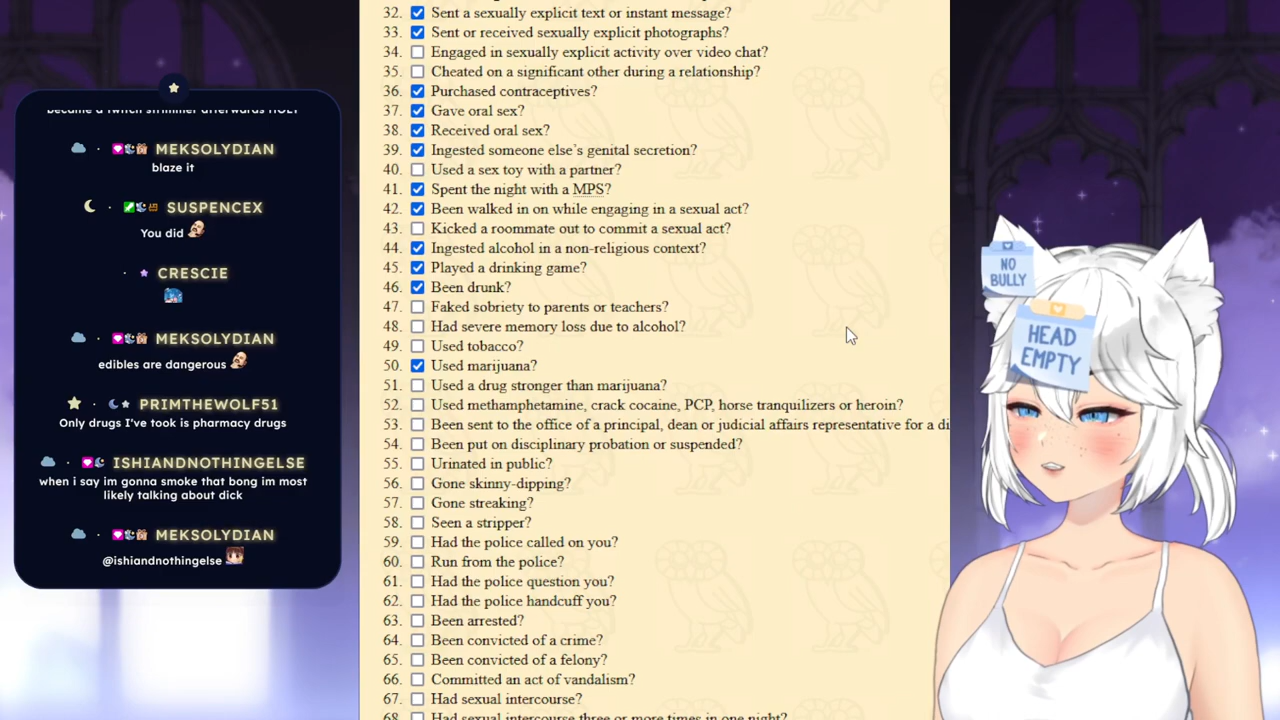 became a twitch strimmer afterwards HOLY
MEKSOLYDIAN
blaze it
SUSPENCEX
You did
CRESCIE
MEKSOLYDIAN
edibles are dangerous
PRIMTHEWOLF51
Only drugs I've took is pharmacy drugs
ISHIANDNOTHINGELSE
when i say im gonna smoke that bong im most
likely talking about dick
MEKSOLYDIAN
@ishiandnothingelse
32. Sent a sexually explicit text or instant message?
33. Sent or received sexually explicit photographs?
34. Engaged in sexually explicit activity over video chat?
35. Cheated on a significant other during a relationship?
36. Purchased contraceptives?
37. Gave oral sex?
38. Received oral sex?
39. Ingested someone else's genital secretion?
40. Used a sex toy with a partner?
41. Spent the night with a MPS?
42. Been walked in on while engaging in a sexual act?
43. Kicked a roommate out to commit a sexual act?
44. Ingested alcohol in a non-religious context?
45. Played a drinking game?
46. Been drunk?
47. Faked sobriety to parents or teachers?
48. Had severe memory loss due to alcohol?
49. Used tobacco?
50. Used marijuana?
51. Used a drug stronger than marijuana?
52. Used methamphetamine, crack cocaine, PCP, horse tranquilizers or heroin?
53. Been sent to the office of a principal, dean or judicial affairs representative for a di
54. Been put on disciplinary probation or suspended?
55. Urinated in public?
56. Gone skinny-dipping?
57. Gone streaking?
58. Seen a stripper?
59. Had the police called on you?
60. Run from the police?
61. Had the police question you?
62. Had the police handcuff you?
63. Been arrested?
64. Been convicted of a crime?
65. Been convicted of a felony?
66. Committed an act of vandalism?
67. Had sexual intercourse?
68. Had sexual intercourse three or more times in one night?
NO
BULLY
HEAD
EMPTY